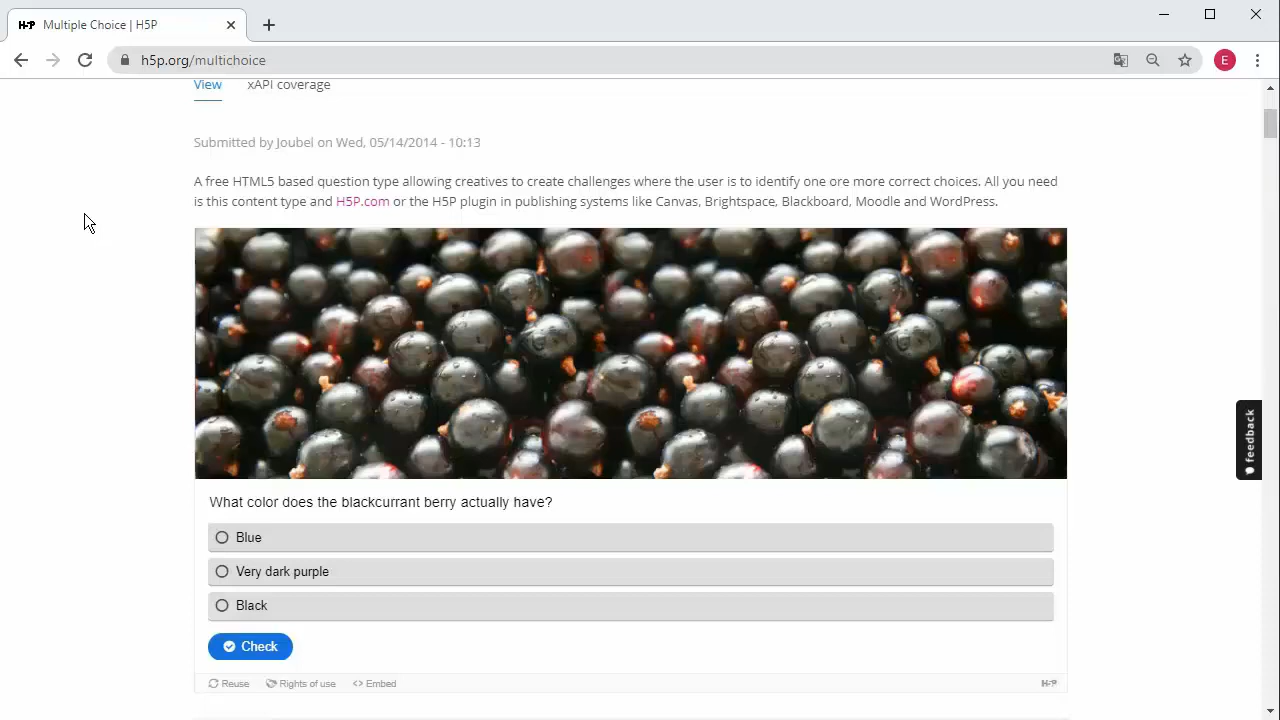 Multiple Choice | H5P
h5p.org/multichoice
E
View xAPI coverage
Submitted by Joubel on Wed, 05/14/2014 - 10:13
A free HTML5 based question type allowing creatives to create challenges where the user is to identify one ore more correct choices. All you need
is this content type and H5P.com or the H5P plugin in publishing systems like Canvas, Brightspace, Blackboard, Moodle and WordPress.
feedback
What color does the blackcurrant berry actually have?
Blue
Very dark purple
Black
Check
Reuse Rights of use Embed H5P